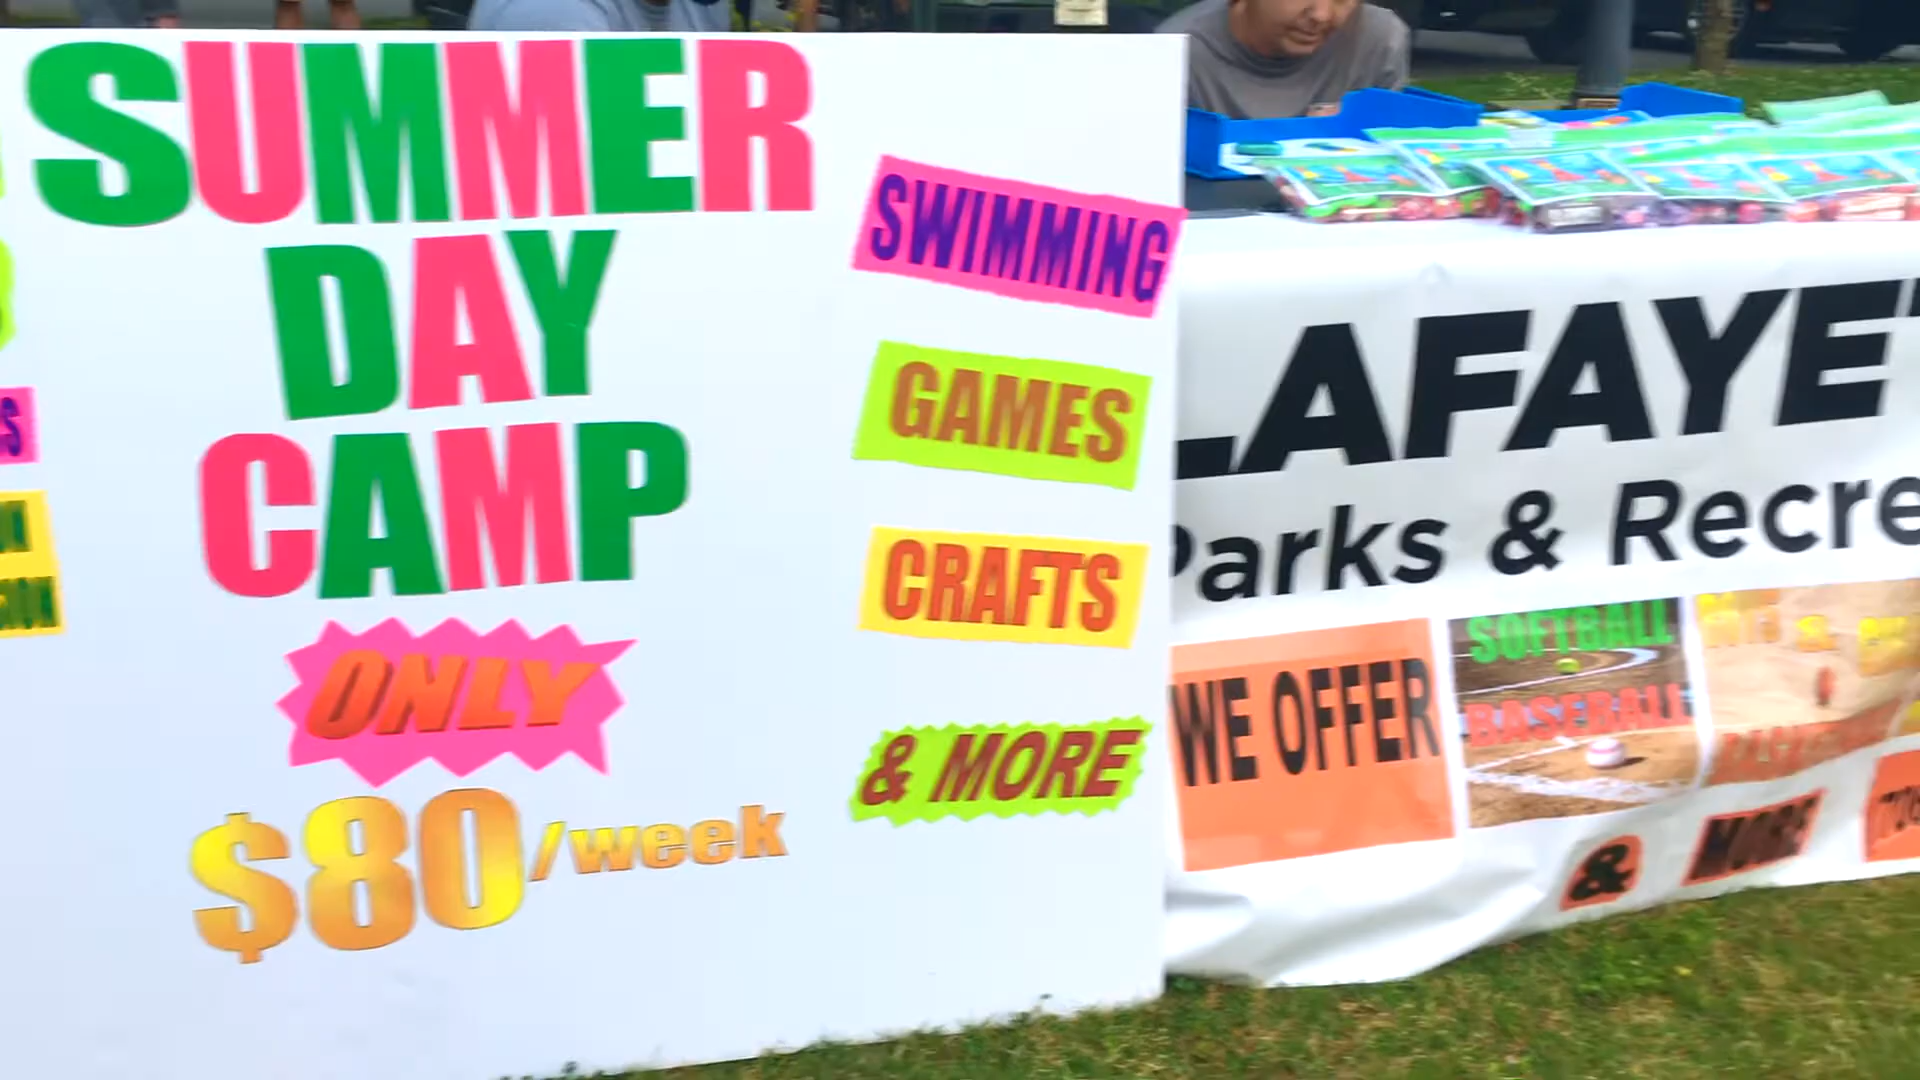 SUMMER
DAY
CAMP
ONLY
$80/week
SWIMMING
GAMES
CRAFTS
& MORE
LAFAYE
Parks & Recre
WE OFFER
SOFTBALL
BASEBALL
& MORE